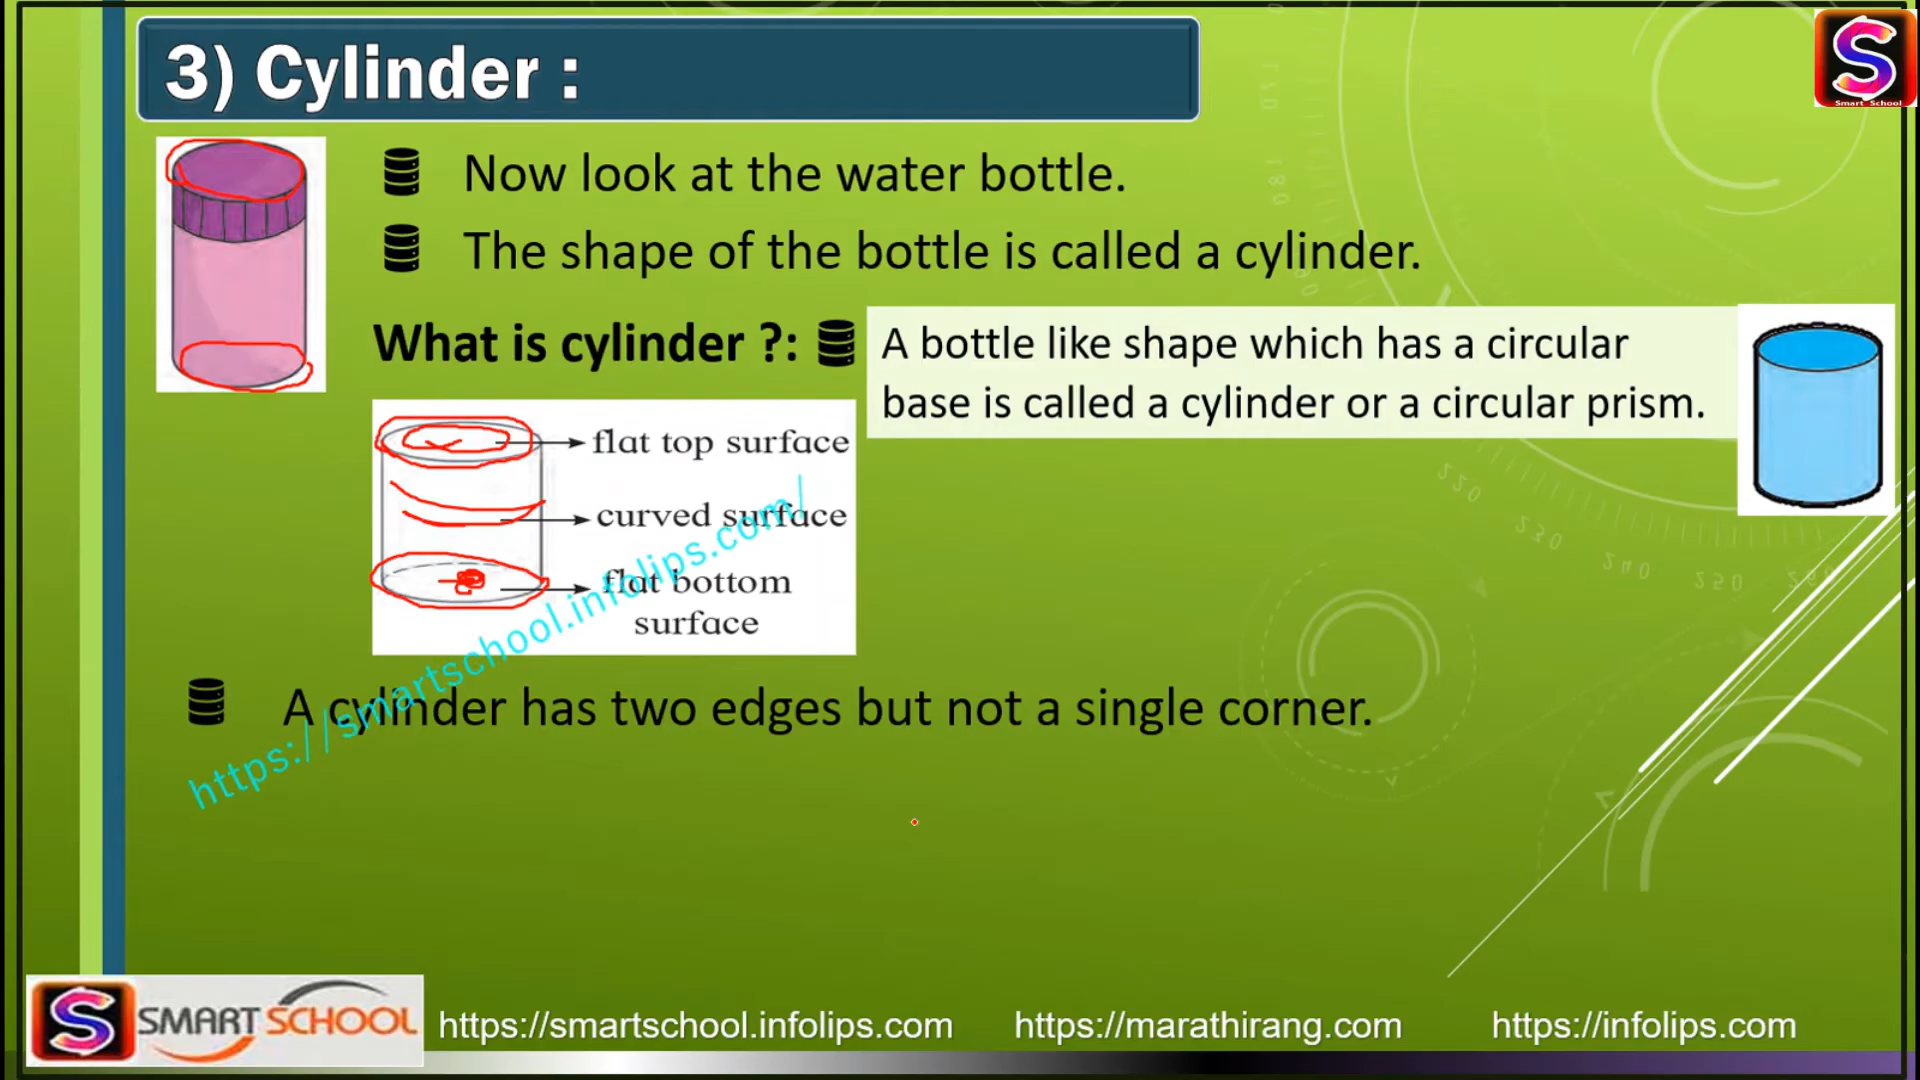 3) Cylinder :
Smart School
Now look at the water bottle.
The shape of the bottle is called a cylinder.
What is cylinder ?:
A bottle like shape which has a circular
base is called a cylinder or a circular prism.
flat top surface
curved surface
flat bottom
surface
https://smartschool.infolips.com/
A cylinder has two edges but not a single corner.
SMART SCHOOL
https://smartschool.infolips.com
https://marathirang.com
https://infolips.com